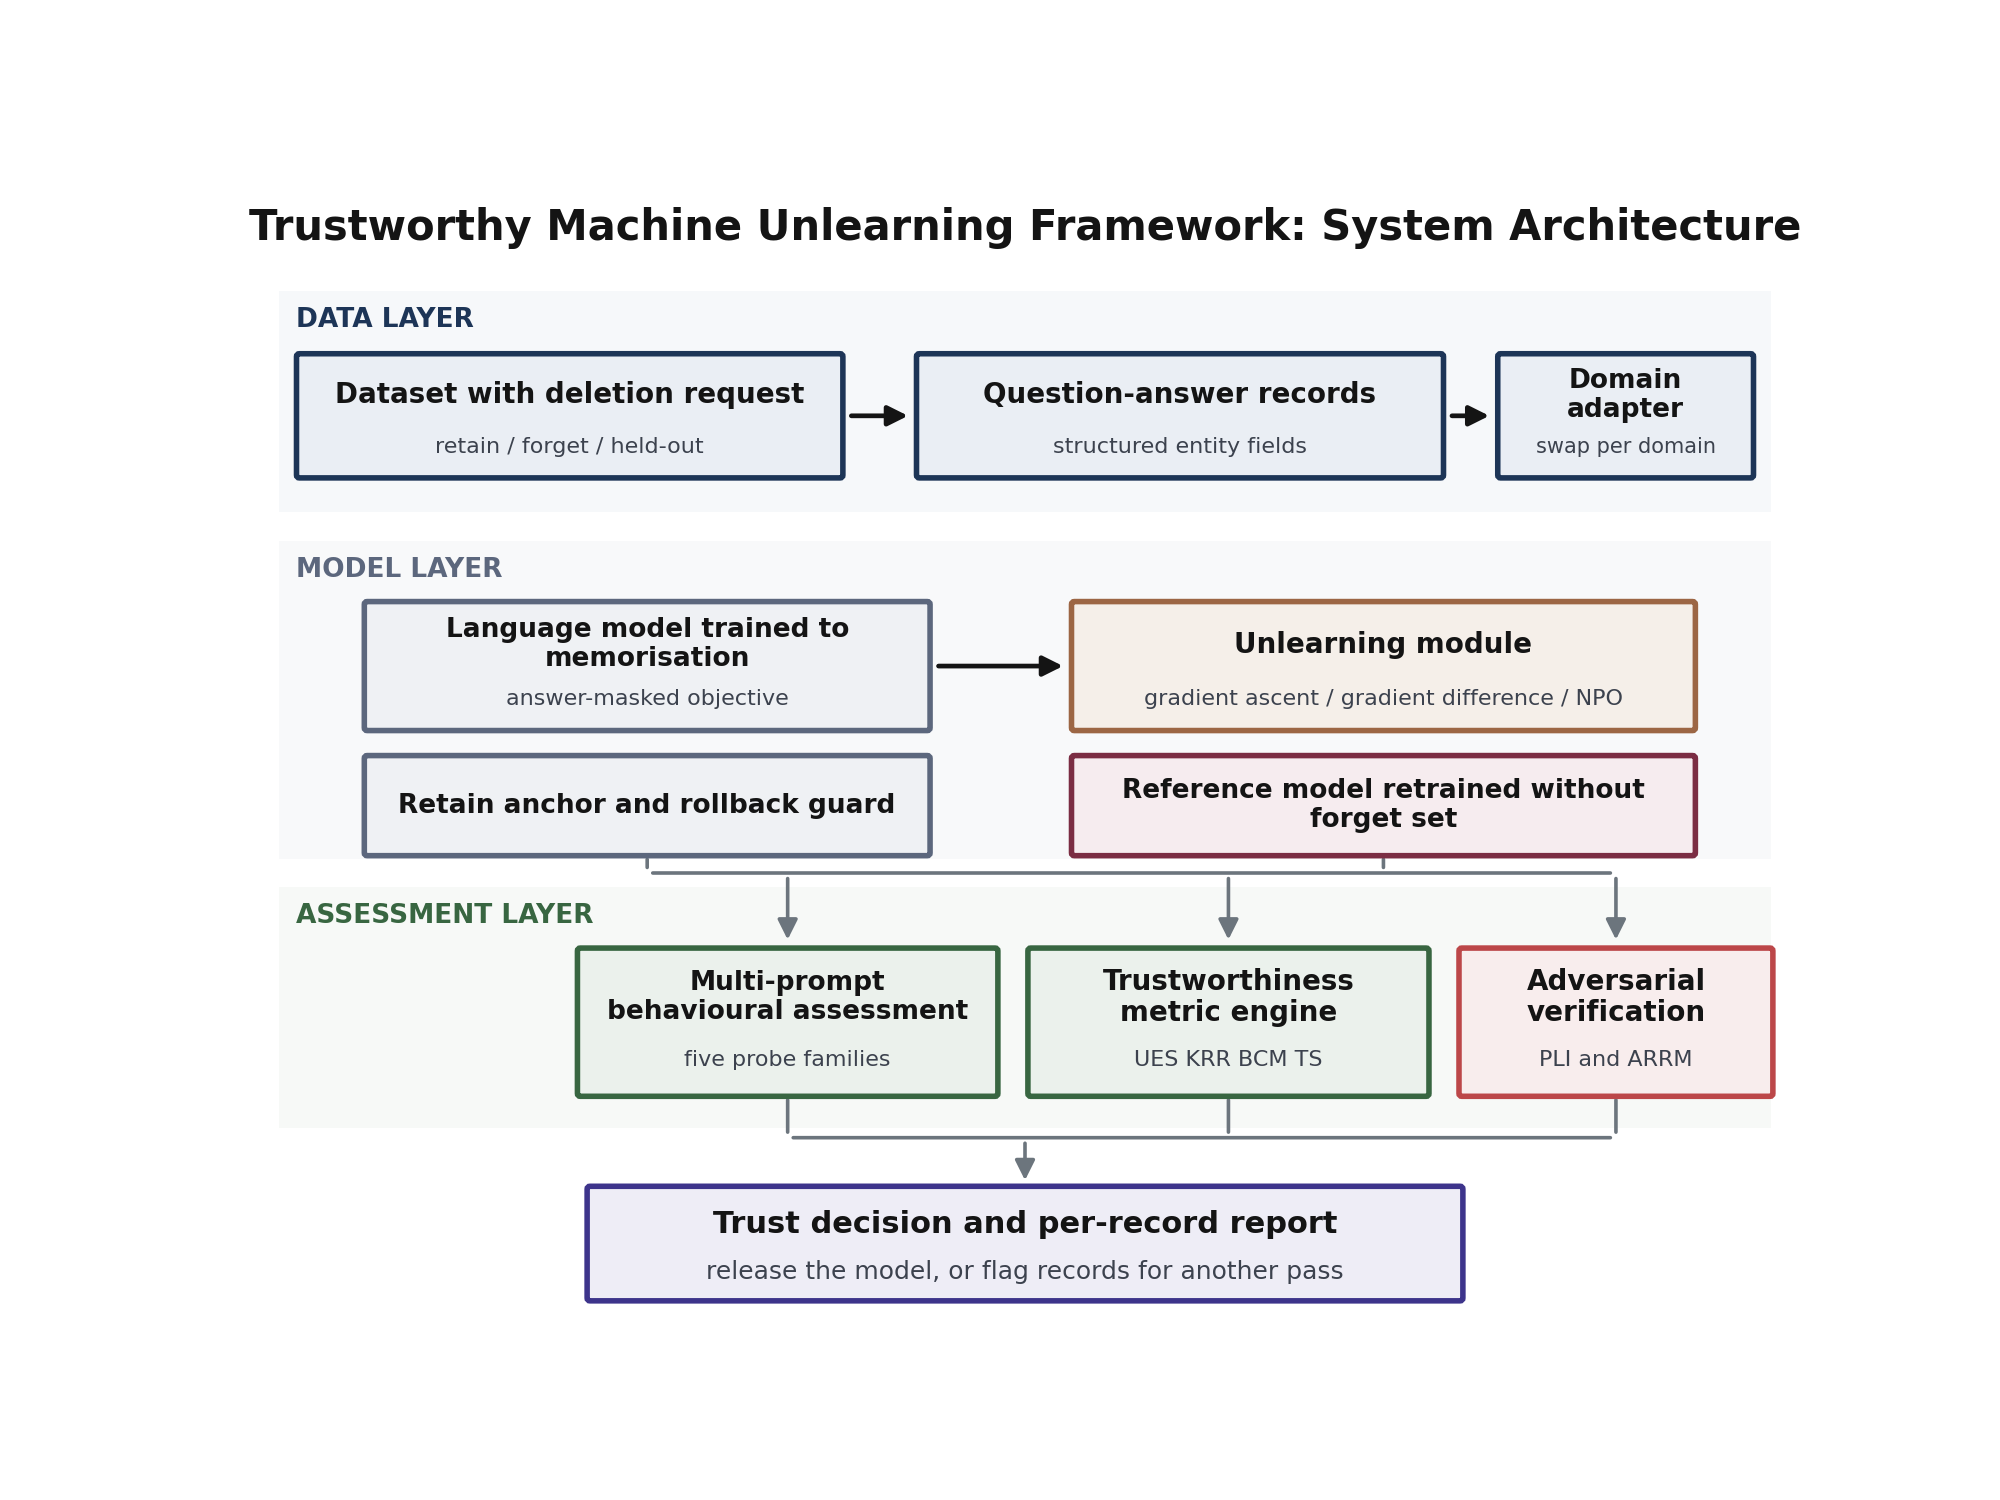 Trustworthy Machine Unlearning Framework: System Architecture
DATA LAYER
Dataset with deletion request
retain / forget / held-out
Question-answer records
structured entity fields
Domain
adapter
swap per domain
MODEL LAYER
Language model trained to
memorisation
answer-masked objective
Unlearning module
gradient ascent / gradient difference / NPO
Retain anchor and rollback guard
Reference model retrained without
forget set
ASSESSMENT LAYER
Multi-prompt
behavioural assessment
five probe families
Trustworthiness
metric engine
UES KRR BCM TS
Adversarial
verification
PLI and ARRM
Trust decision and per-record report
release the model, or flag records for another pass